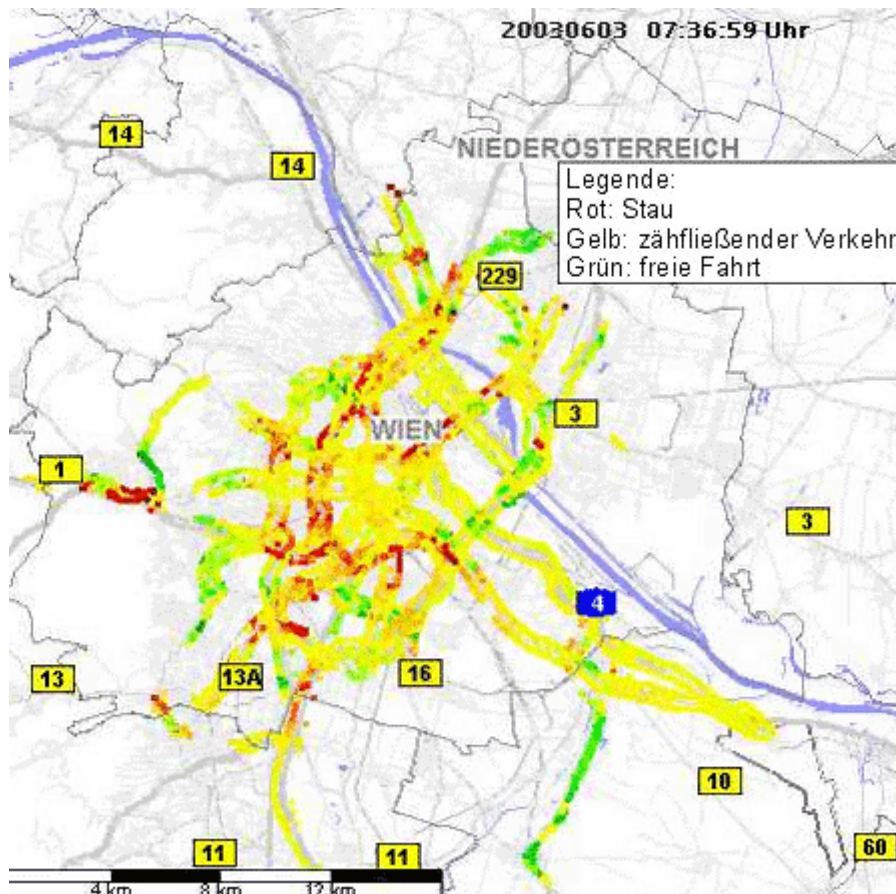 20030603 07:36:59 Uhr
14
14
NIEDERÖSTERREICH
Legende:
Rot: Stau
Gelb: zähfließender Verkehr
Grün: freie Fahrt
229
3
WIEN
1
3
4
13
13A
16
10
11
11
60
4 km
8 km
12 km